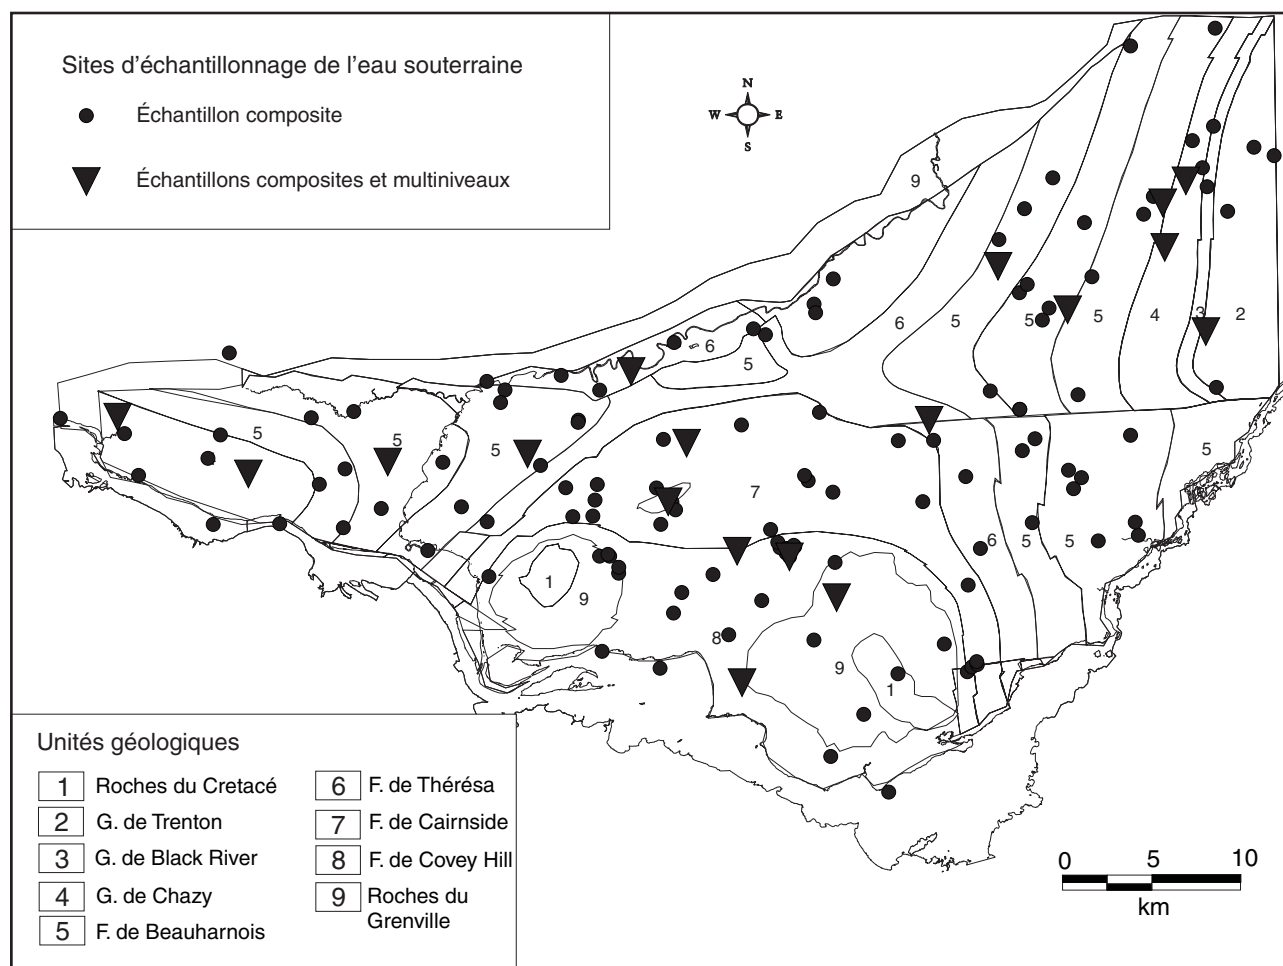 Sites d'échantillonnage de l'eau souterraine
Échantillon composite
Échantillons composites et multiniveaux
N
W E
S
9
6
5
5
5
4
3
2
6
5
5
5
5
5
7
6
5
5
1
9
8
9
1
Unités géologiques
1 Roches du Cretacé
2 G. de Trenton
3 G. de Black River
4 G. de Chazy
5 F. de Beauharnois
6 F. de Thérésa
7 F. de Cairnside
8 F. de Covey Hill
9 Roches du
Grenville
0 5 10
km